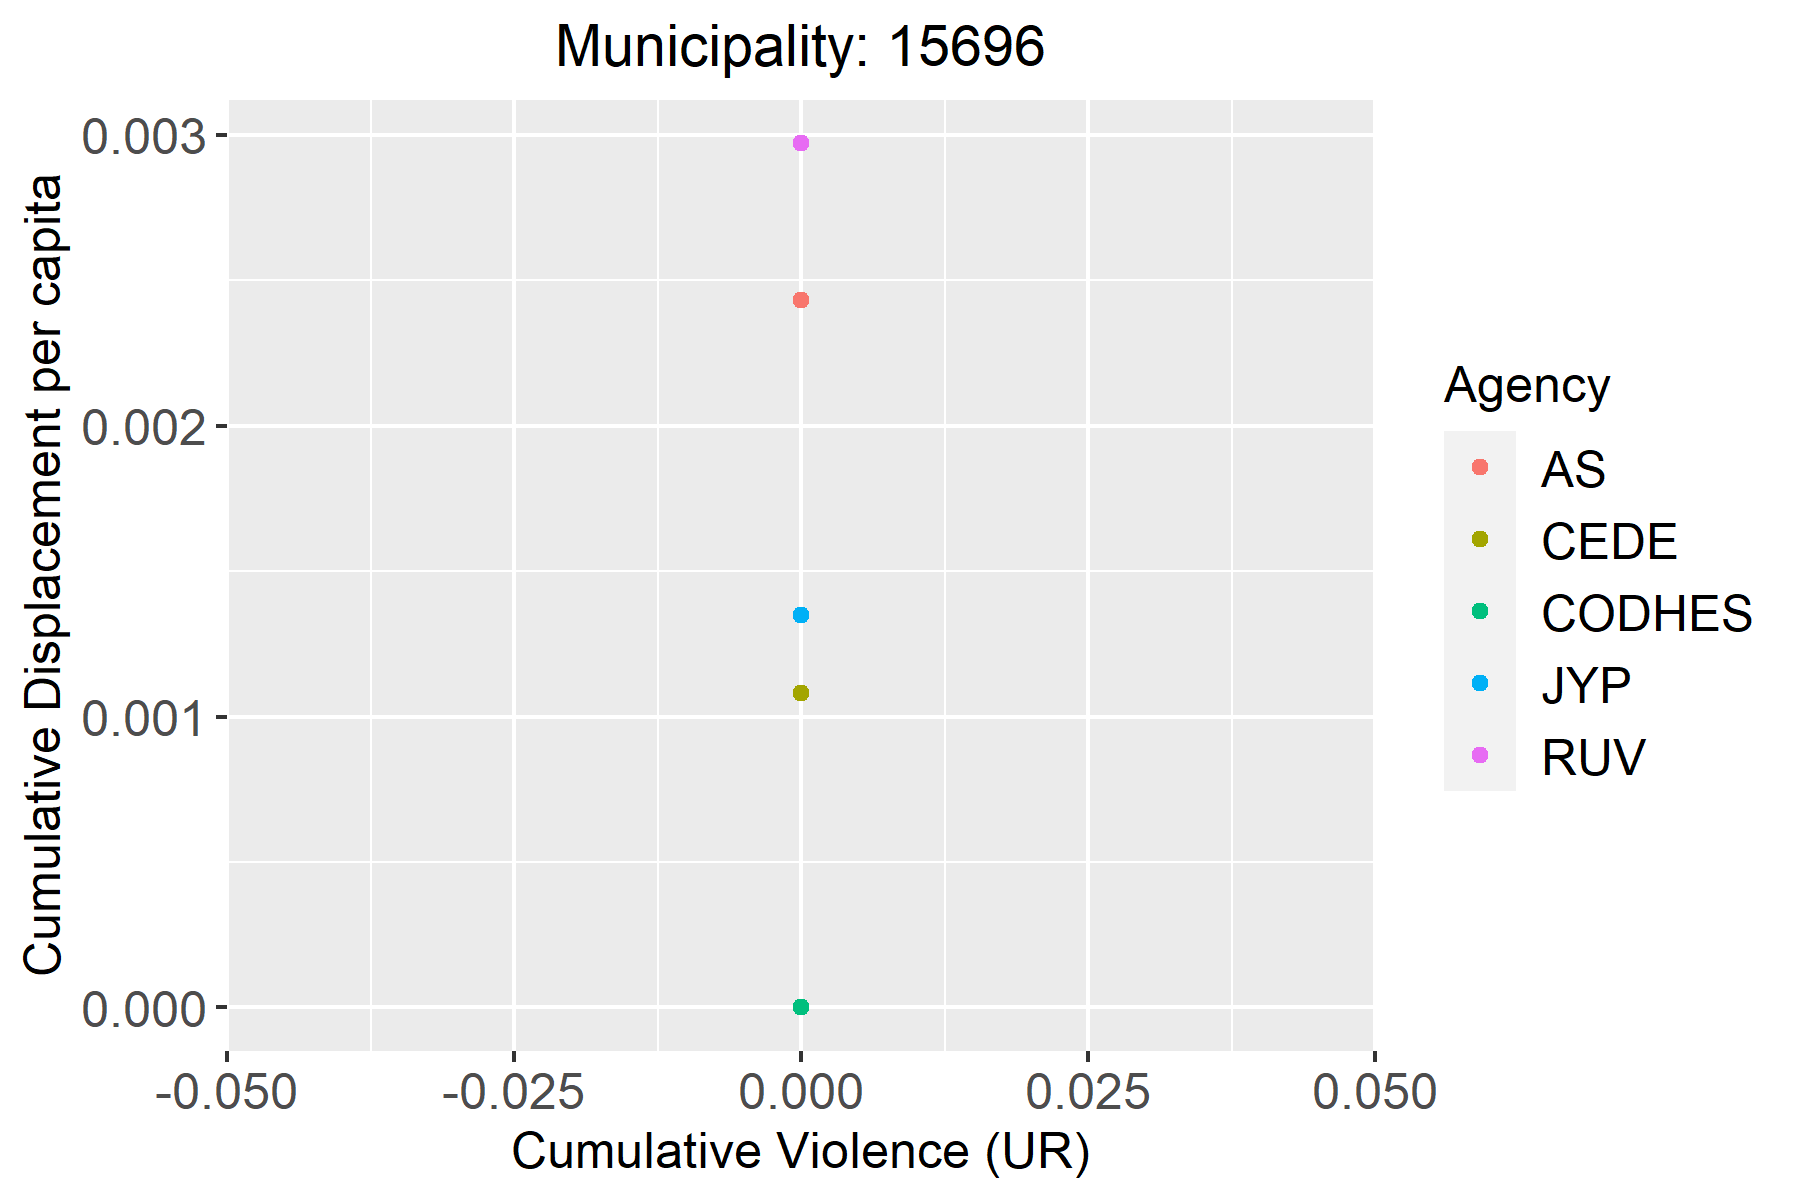 Municipality: 15696
Cumulative Displacement per capita
0.003
0.002
0.001
0.000
-0.050
-0.025
0.000
0.025
0.050
Cumulative Violence (UR)
Agency
AS
CEDE
CODHES
JYP
RUV